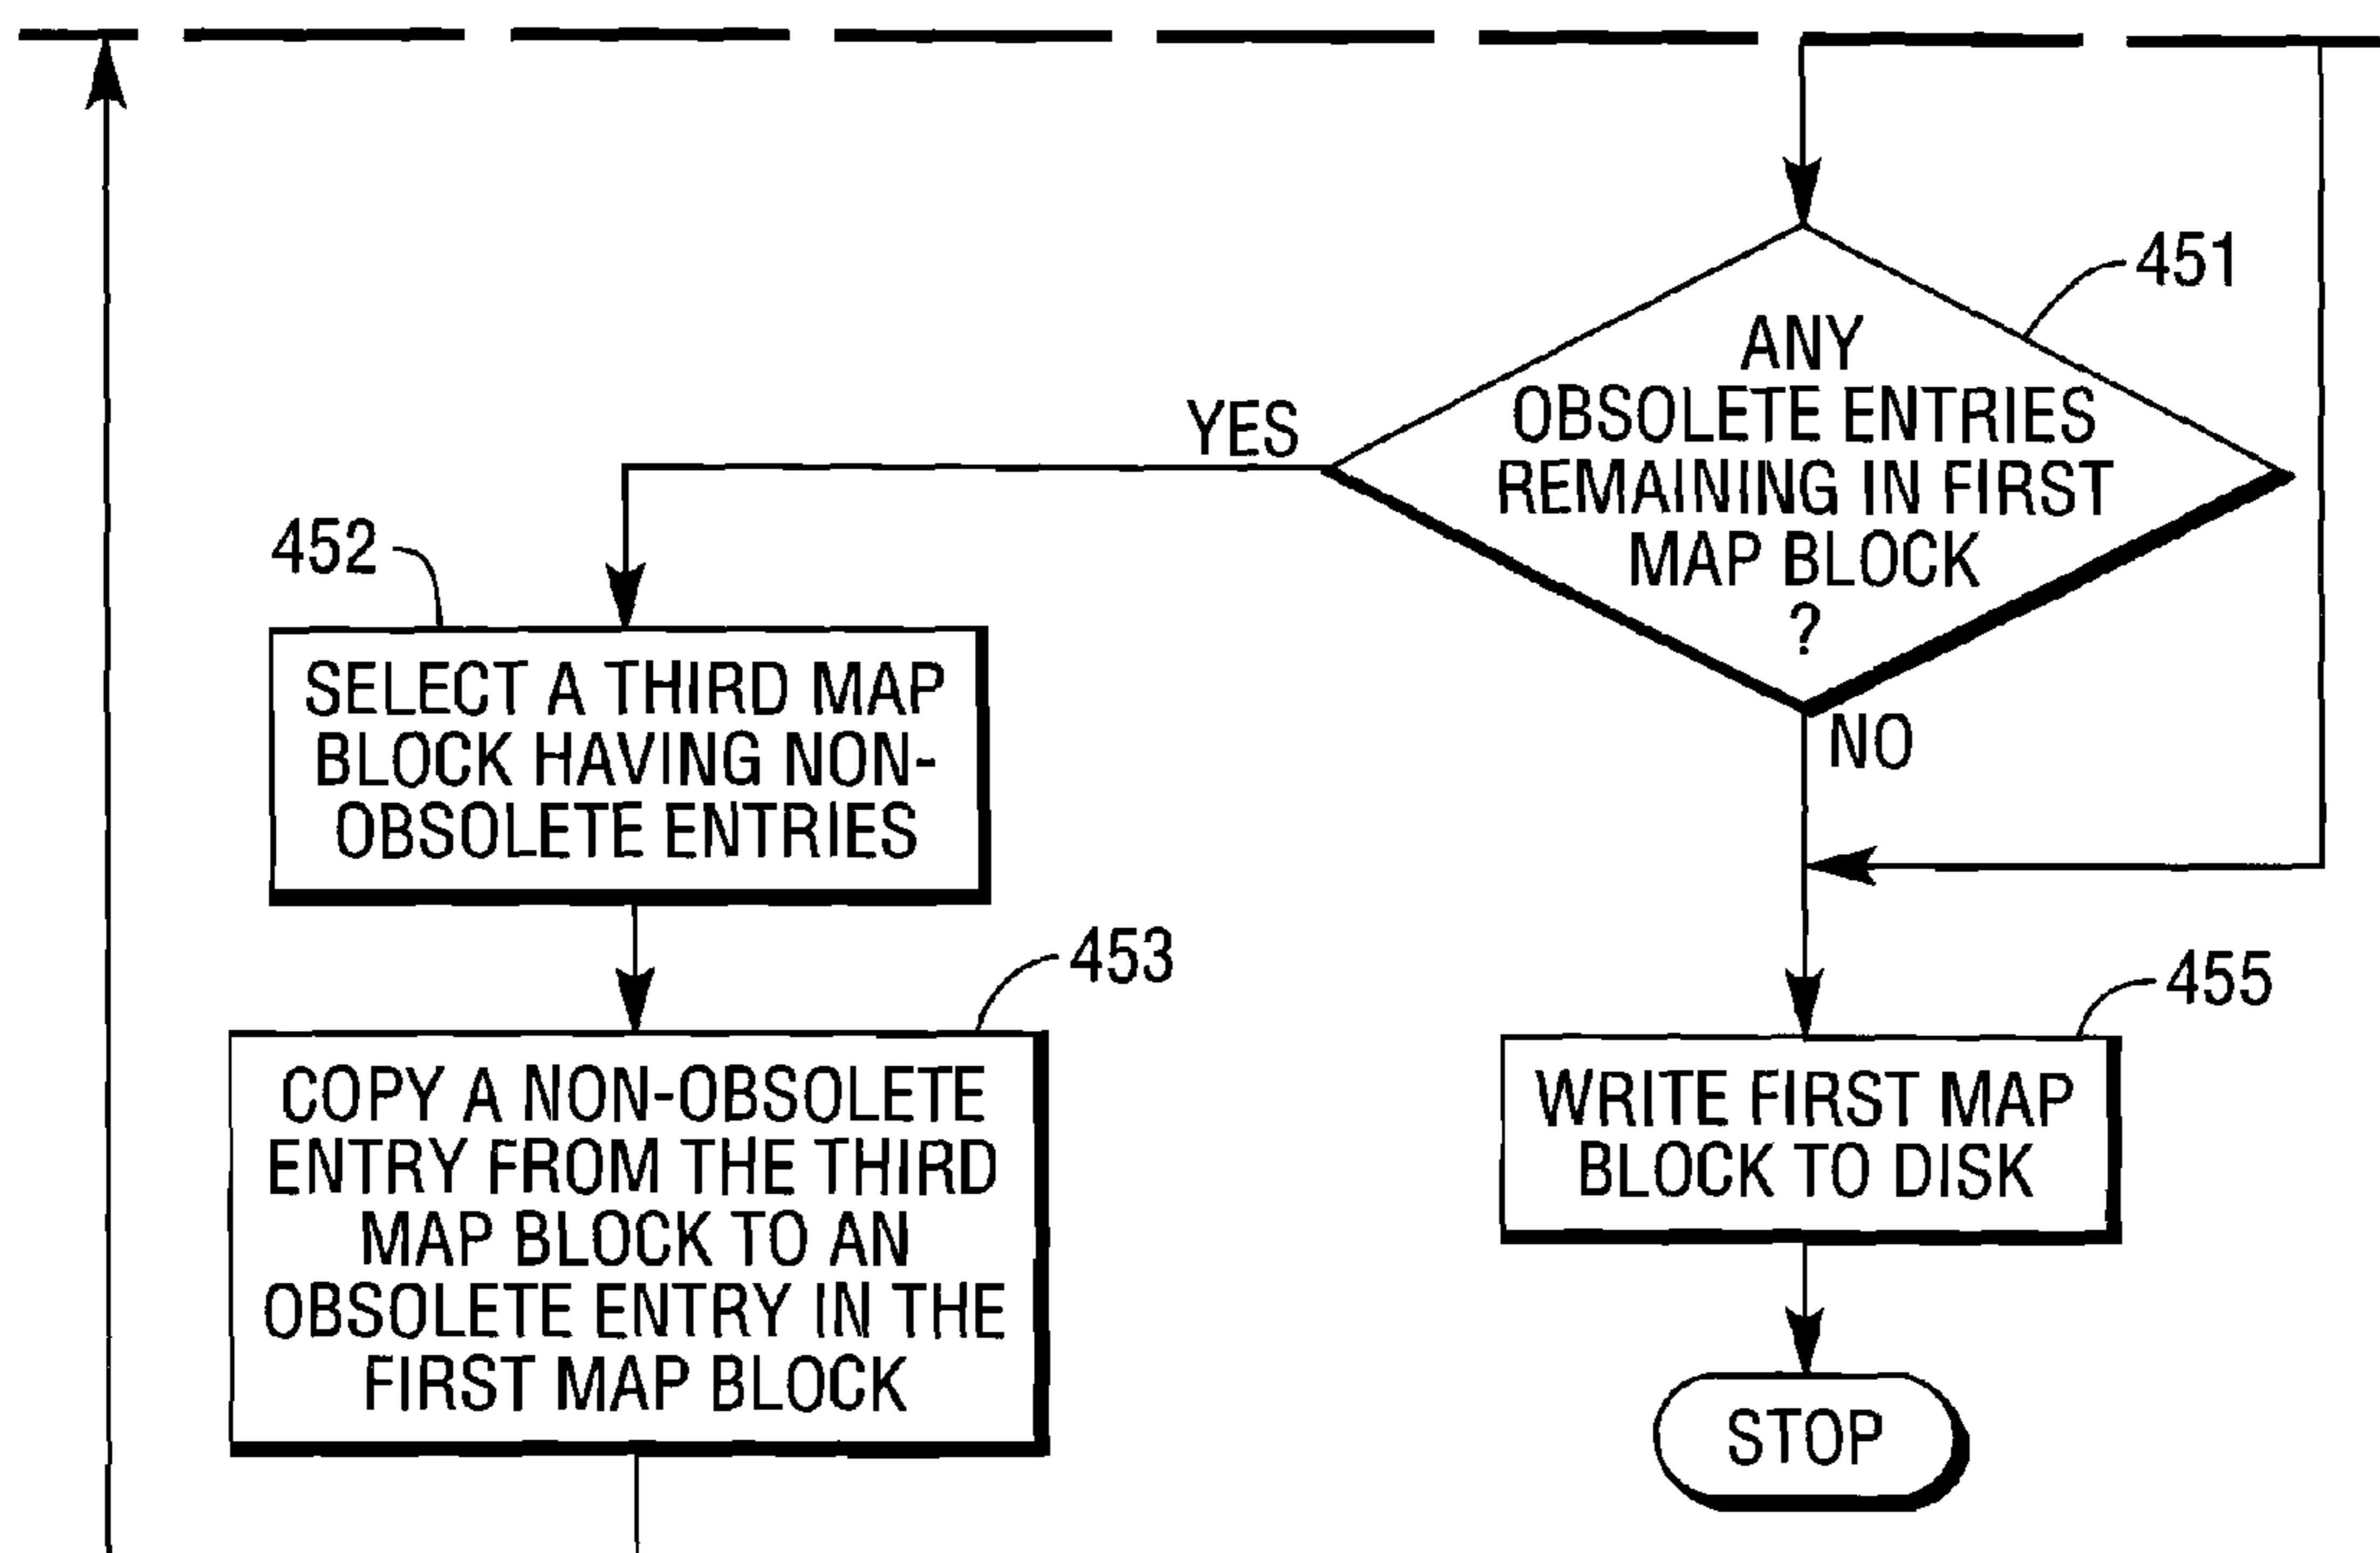 451
ANY
OBSOLETE ENTRIES
REMAINING IN FIRST
MAP BLOCK
?
YES
NO
452
SELECT A THIRD MAP
BLOCK HAVING NON-
OBSOLETE ENTRIES
453
COPY A NON-OBSOLETE
ENTRY FROM THE THIRD
MAP BLOCK TO AN
OBSOLETE ENTRY IN THE
FIRST MAP BLOCK
455
WRITE FIRST MAP
BLOCK TO DISK
STOP